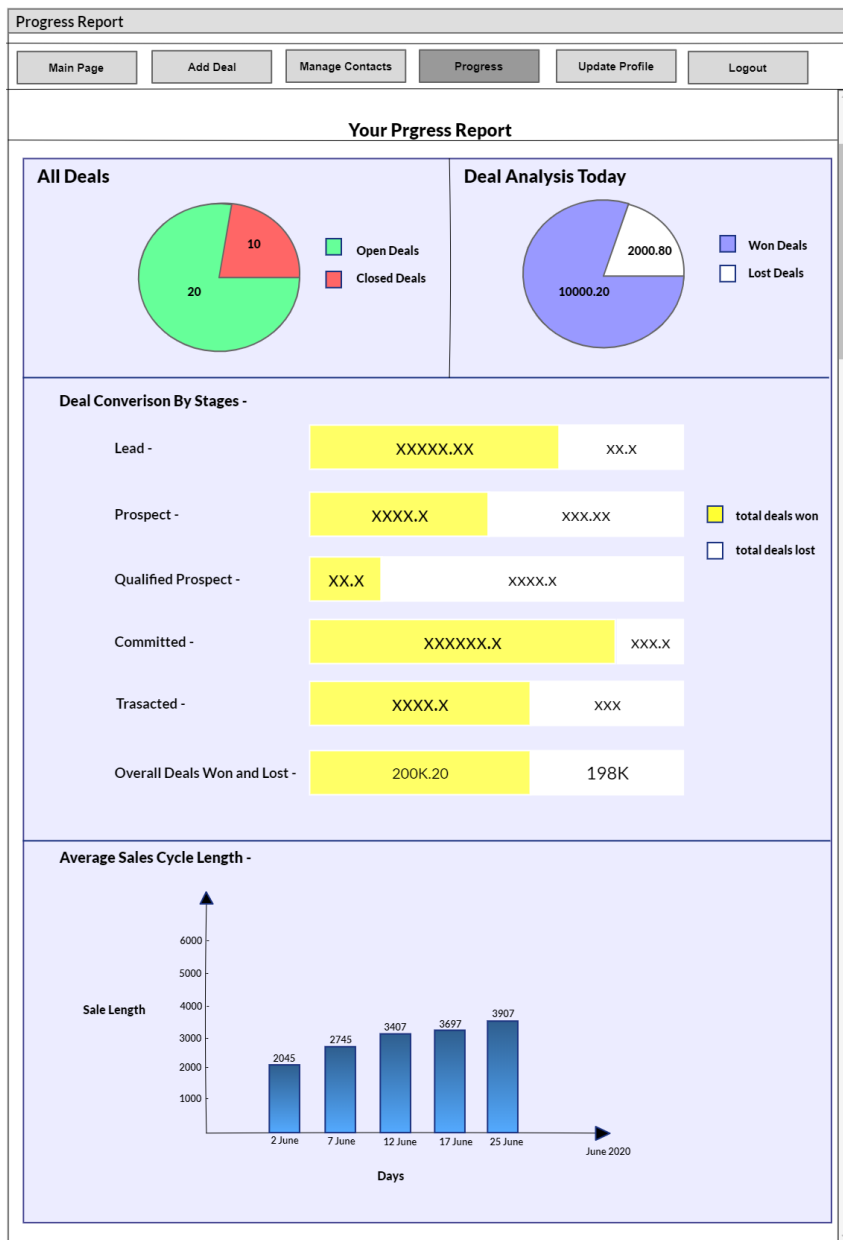 Progress Report
Main Page
Add Deal
Manage Contacts
Progress
Update Profile
Logout
Your Prgress Report
All Deals
10
20
Open Deals
Closed Deals
Deal Analysis Today
2000.80
10000.20
Won Deals
Lost Deals
Deal Converison By Stages -
Lead -
XXXXX.XX
XX.X
Prospect -
XXXX.X
XXX.XX
Qualified Prospect -
XX.X
XXXX.X
Committed -
XXXXXX.X
XXX.X
Trasacted -
XXXX.X
XXX
Overall Deals Won and Lost -
200K.20
198K
total deals won
total deals lost
Average Sales Cycle Length -
Sale Length
6000
5000
4000
3000
2000
1000
2045
2745
3407
3697
3907
2 June
7 June
12 June
17 June
25 June
June 2020
Days